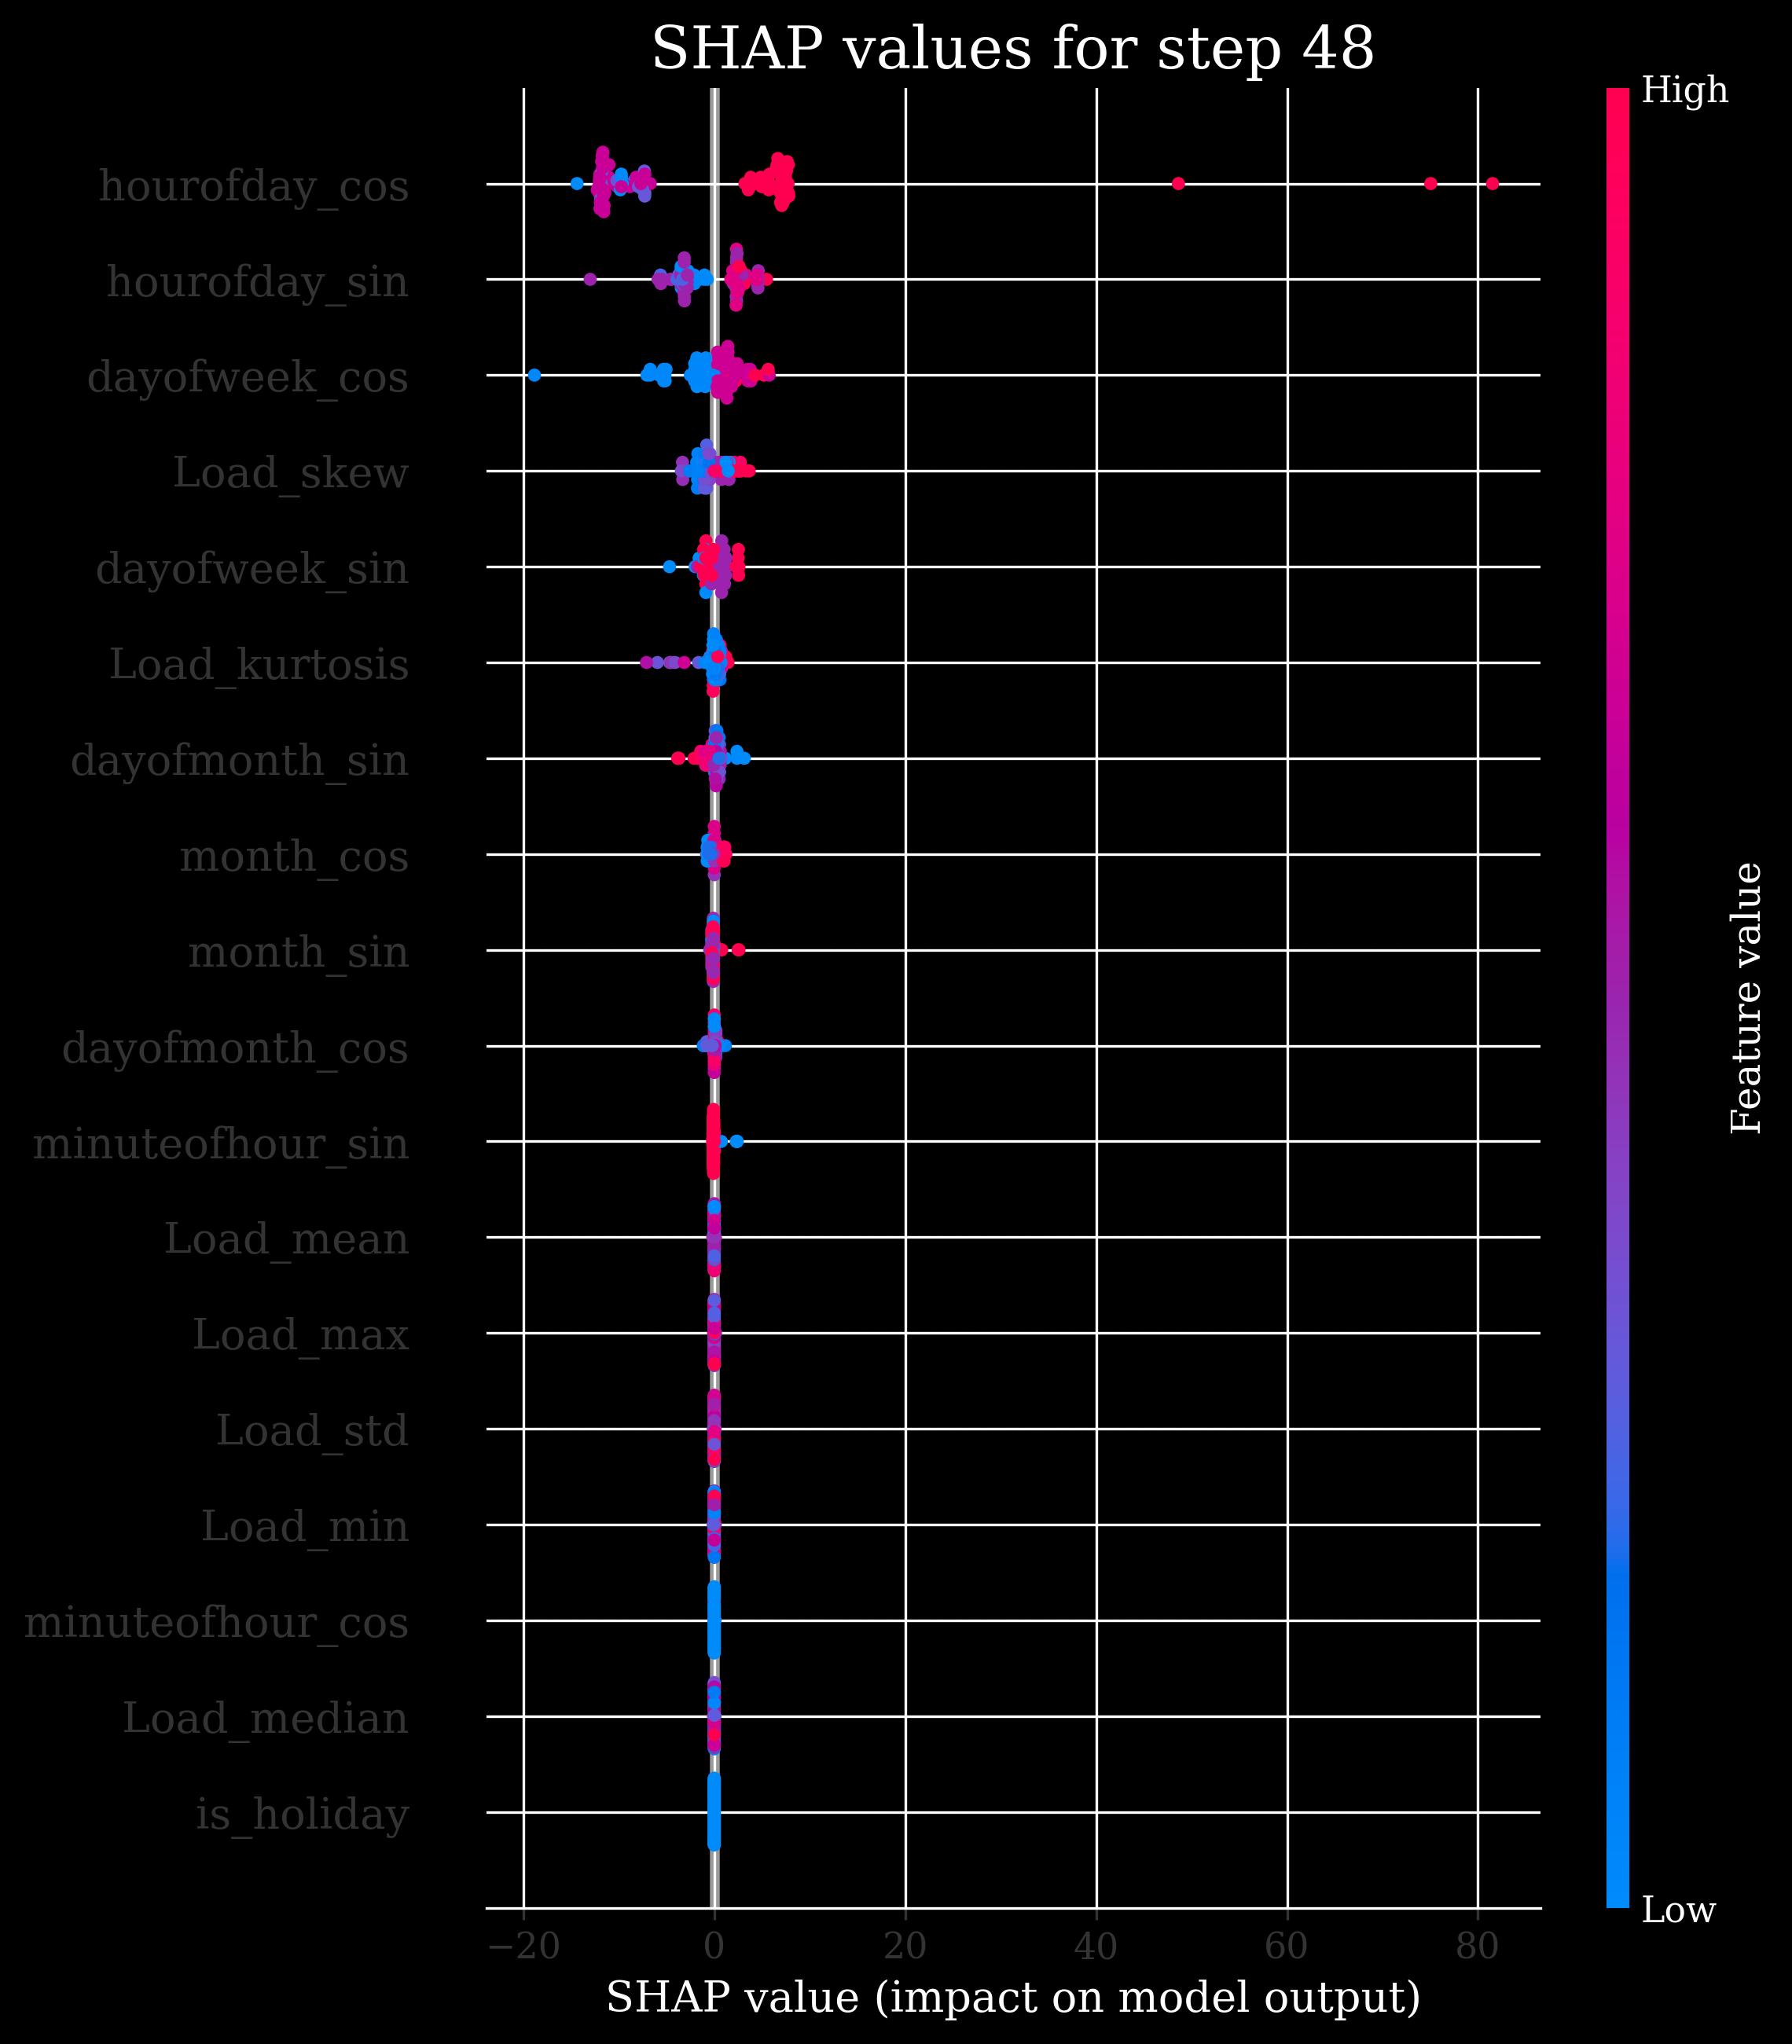 SHAP values for step 48
High
hourofday_cos
hourofday_sin
dayofweek_cos
Load_skew
dayofweek_sin
Load_kurtosis
dayofmonth_sin
month_cos
month_sin
dayofmonth_cos
minuteofhour_sin
Load_mean
Load_max
Load_std
Load_min
minuteofhour_cos
Load_median
is_holiday
Feature value
Low
−20 0 20 40 60 80
SHAP value (impact on model output)